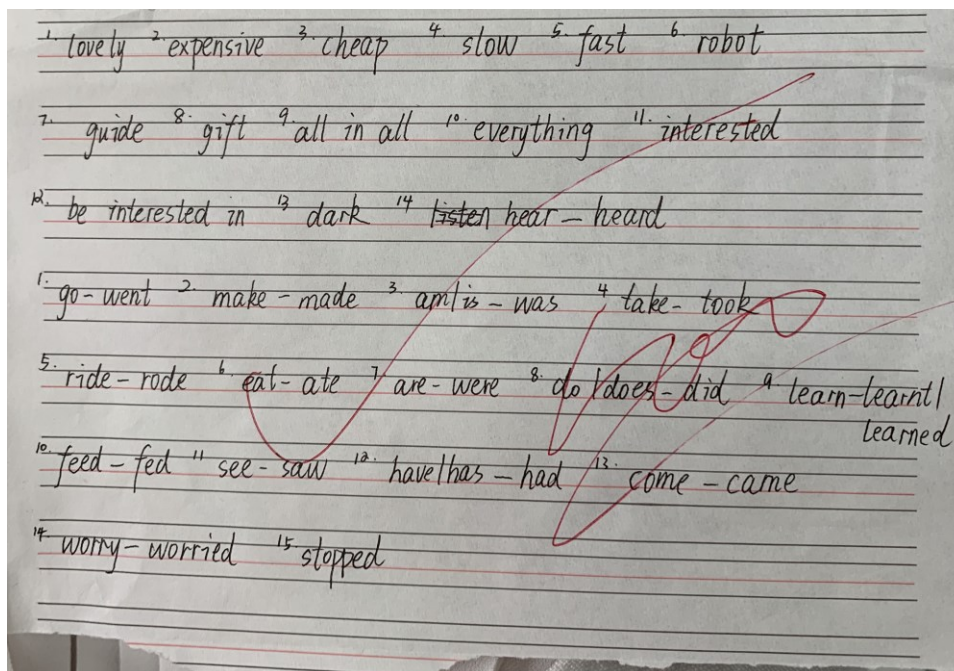 1. lovely 2. expensive 3. cheap 4. slow 5. fast 6. robot
7. guide 8. gift 9. all in all 10. everything 11. interested
12. be interested in 13 dark 14 listen hear – heard
1. go – went 2. make – made 3. am/is – was 4 take – took
5. ride – rode 6. eat – ate 7 are – were 8. do/does – did 9 learn – learnt/
learned
10. feed – fed 11 see – saw 12. have/has – had 13. come – came
14 worry – worried 15 stopped